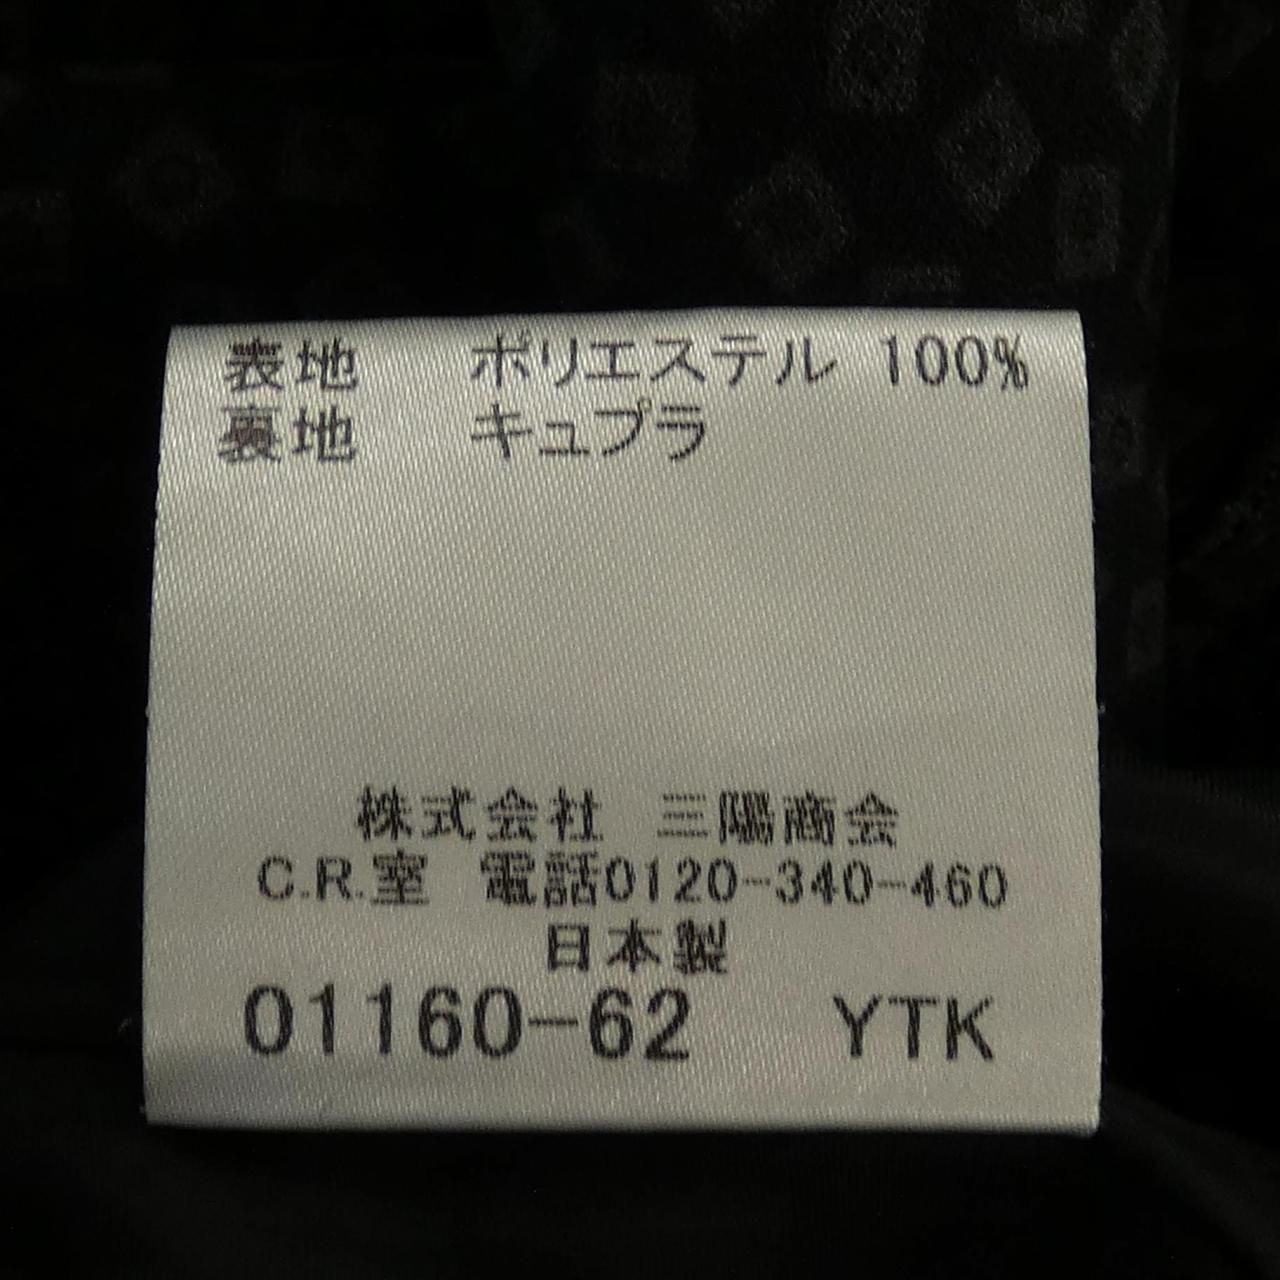 表地 ポリエステル 100%
裏地 キュプラ
株式会社 三陽商会
C.R.室 電話0120-340-460
日本製
01160-62 YTK